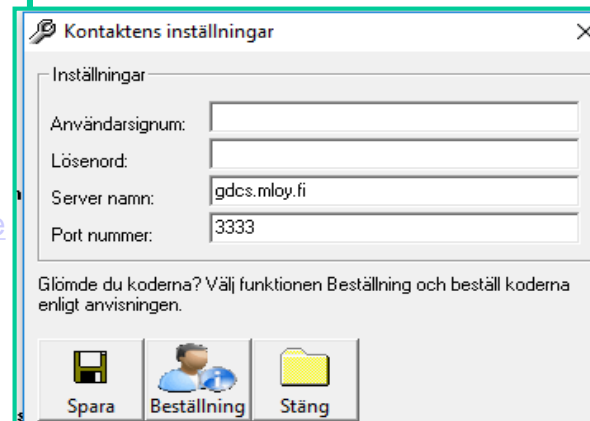 Kontaktens inställningar
Inställningar
Användarsignum:
Lösenord:
Server namn: gdcs.mloy.fi
Port nummer: 3333
Glömde du koderna? Välj funktionen Beställning och beställ koderna
enligt anvisningen.
Spara Beställning Stäng